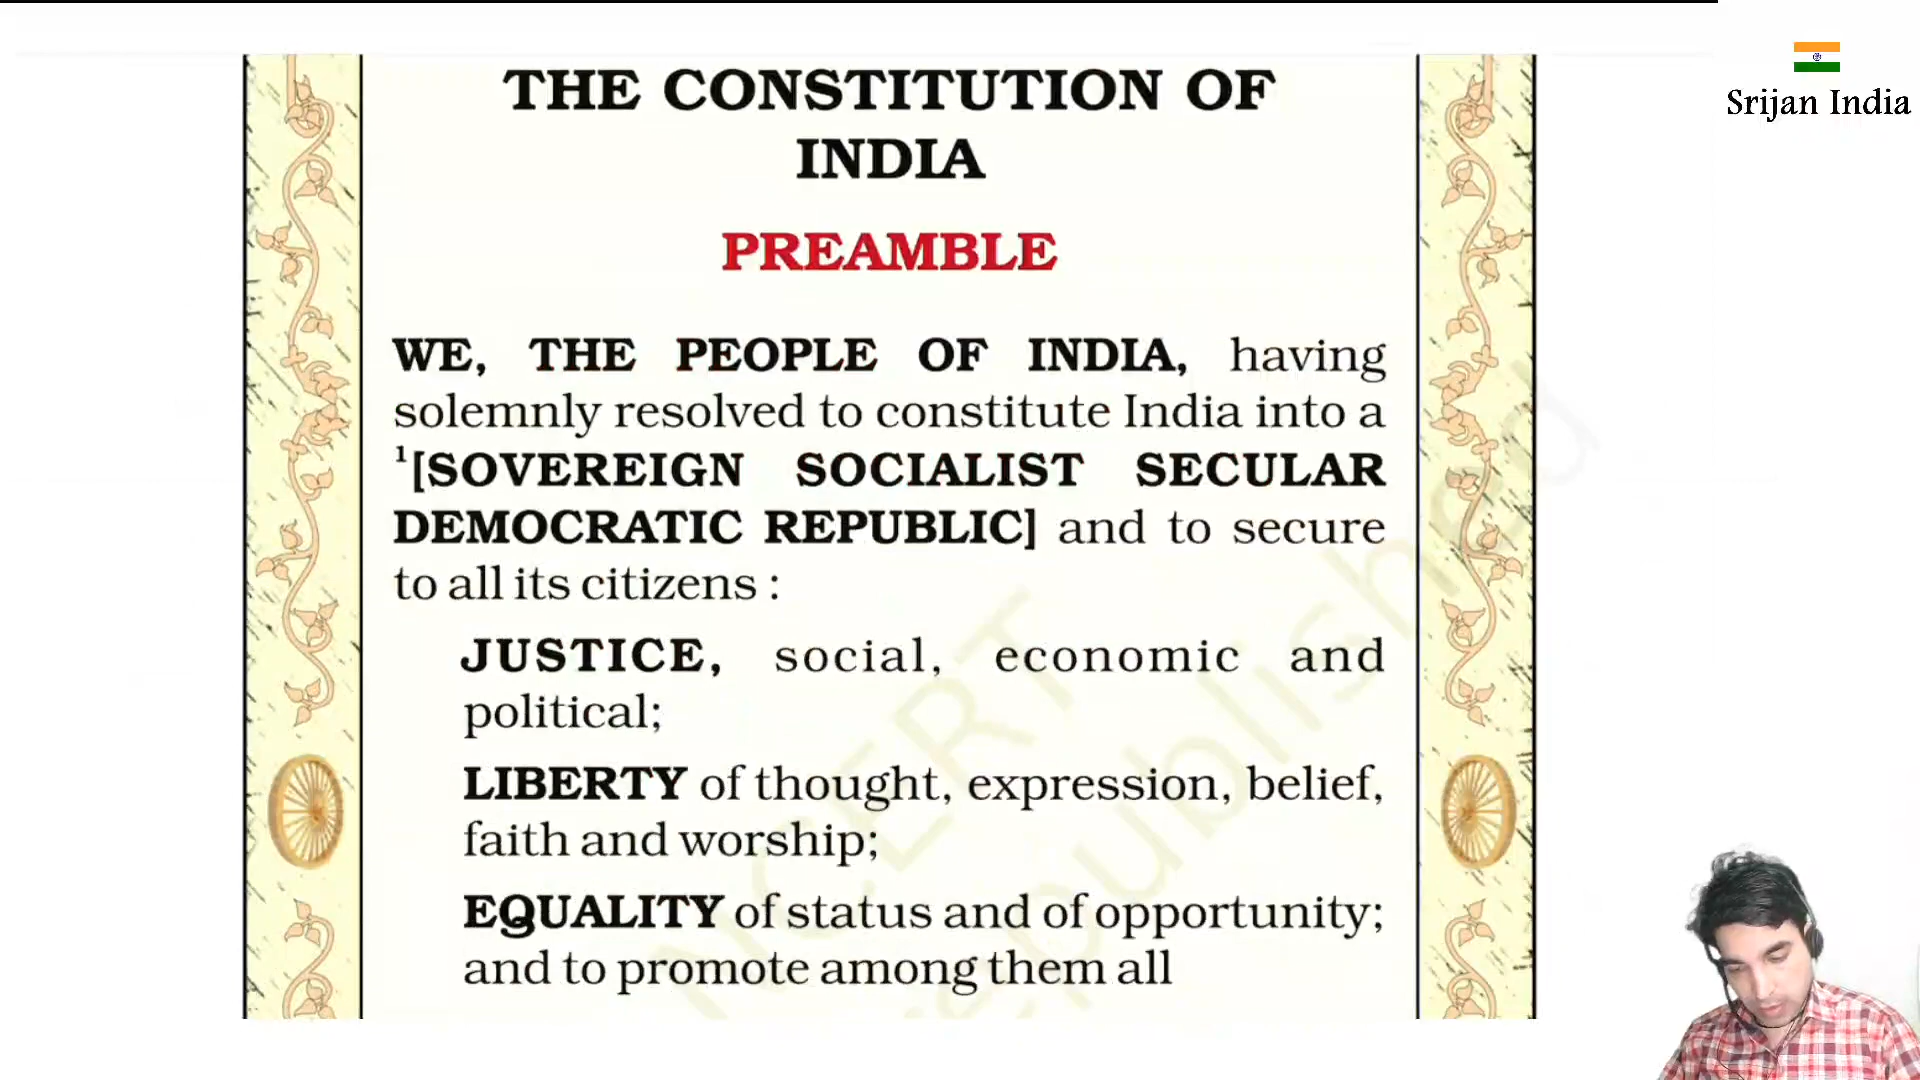 THE CONSTITUTION OF
INDIA
PREAMBLE
WE, THE PEOPLE OF INDIA, having
solemnly resolved to constitute India into a
¹[SOVEREIGN SOCIALIST SECULAR
DEMOCRATIC REPUBLIC] and to secure
to all its citizens :
JUSTICE, social, economic and
political;
LIBERTY of thought, expression, belief,
faith and worship;
EQUALITY of status and of opportunity;
and to promote among them all
Srijan India
NCERT
republished